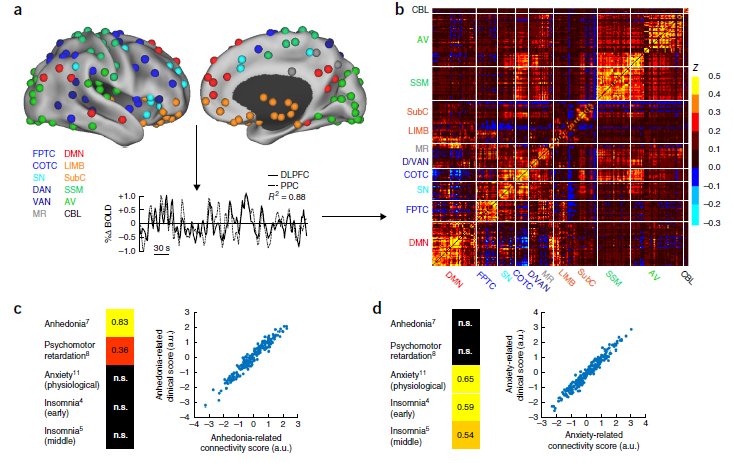 a
FPTC DMN
COTC LIMB
SN SubC
DAN SSM
VAN AV
MR CBL
DLPFC
PPC
R² = 0.88
%Δ BOLD
+1.0
+0.5
0
−0.5
−1.0
30 s
b
CBL
AV
SSM
SubC
LIMB
MR
D/VAN
COTC
SN
FPTC
DMN
DMN FPTC SN COTC D/VAN MR LIMB SubC SSM AV CBL
Z
0.5
0.4
0.3
0.2
0.1
0.0
−0.1
−0.2
−0.3
c
Anhedonia⁷ 0.83
Psychomotor
retardation⁸ 0.36
Anxiety¹¹
(physiological) n.s.
Insomnia⁴
(early) n.s.
Insomnia⁵
(middle) n.s.
Anhedonia-related
clinical score (a.u.)
3
2
1
0
−1
−2
−3
−4
−4 −3 −2 −1 0 1 2 3
Anhedonia-related
connectivity score (a.u.)
d
Anhedonia⁷ n.s.
Psychomotor
retardation⁸ n.s.
Anxiety¹¹
(physiological) 0.65
Insomnia⁴
(early) 0.59
Insomnia⁵
(middle) 0.54
Anxiety-related
clinical score (a.u.)
4
3
2
1
0
−1
−2
−3
−3 −2 −1 0 1 2 3 4
Anxiety-related
connectivity score (a.u.)